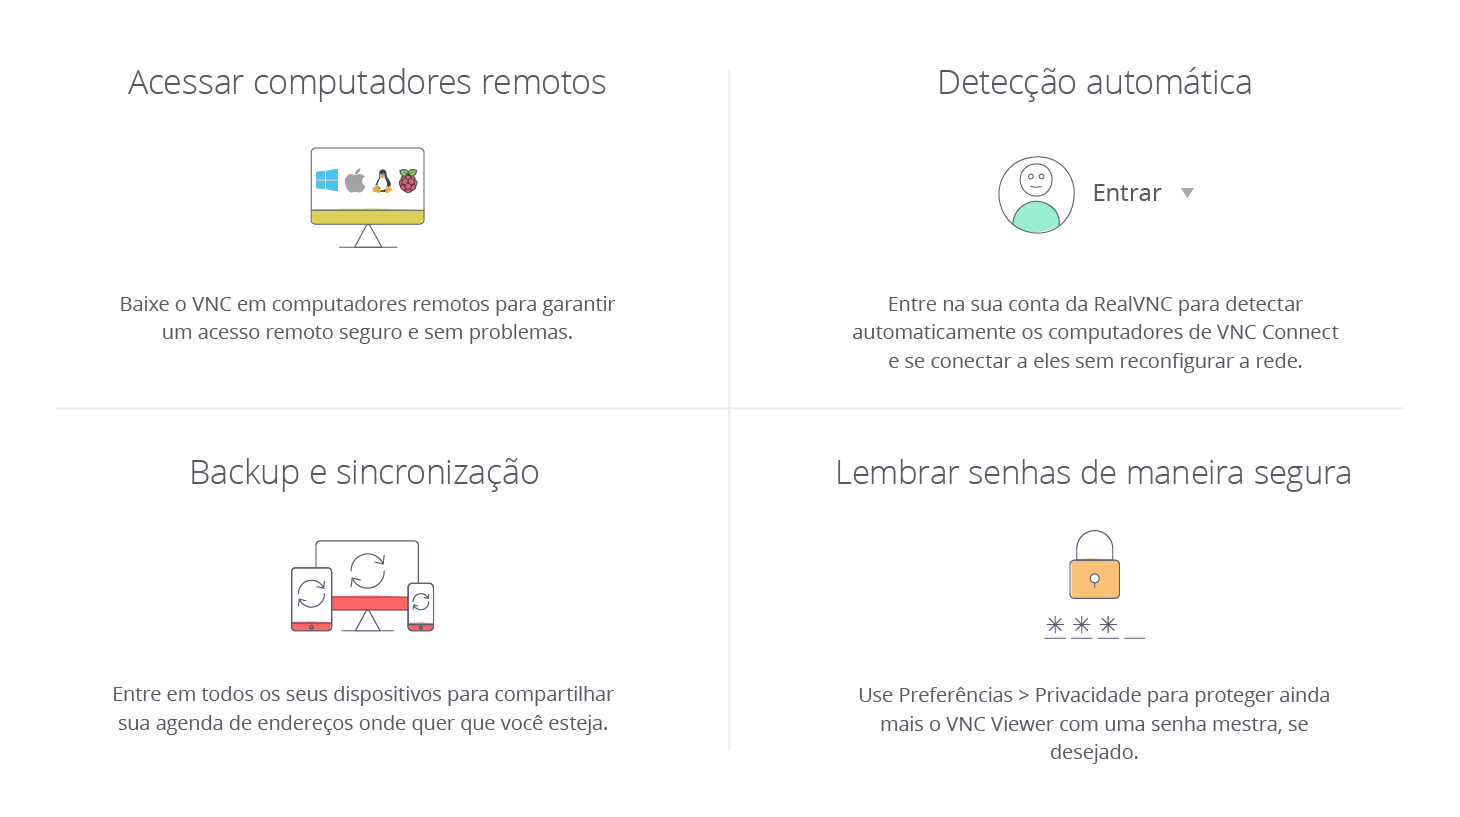 Acessar computadores remotos
Baixe o VNC em computadores remotos para garantir
um acesso remoto seguro e sem problemas.
Detecção automática
Entrar
Entre na sua conta da RealVNC para detectar
automaticamente os computadores de VNC Connect
e se conectar a eles sem reconfigurar a rede.
Backup e sincronização
Entre em todos os seus dispositivos para compartilhar
sua agenda de endereços onde quer que você esteja.
Lembrar senhas de maneira segura
Use Preferências > Privacidade para proteger ainda
mais o VNC Viewer com uma senha mestra, se
desejado.